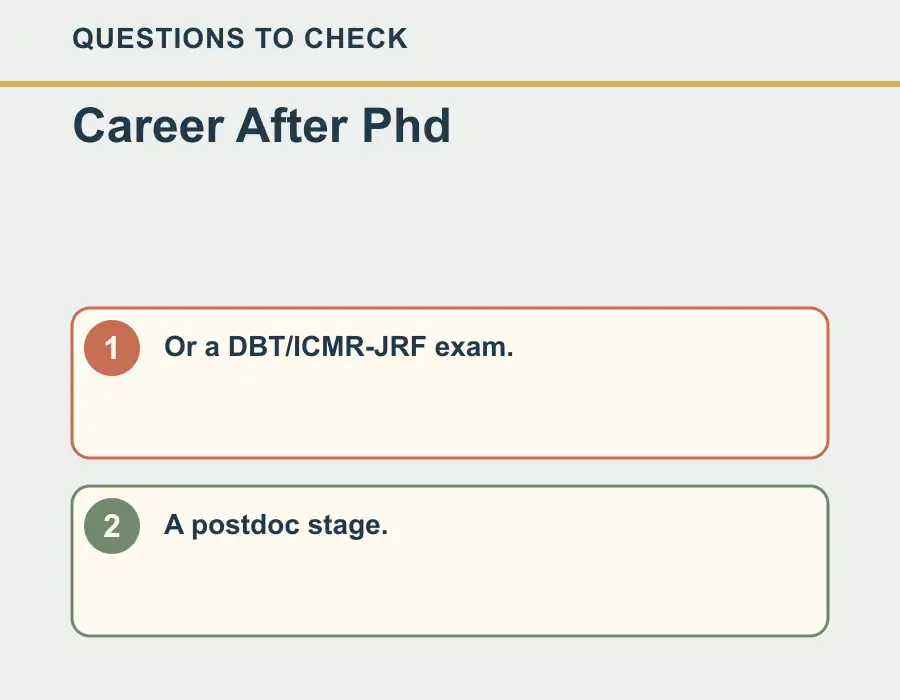 QUESTIONS TO CHECK
Career After Phd
1 Or a DBT/ICMR-JRF exam.
2 A postdoc stage.